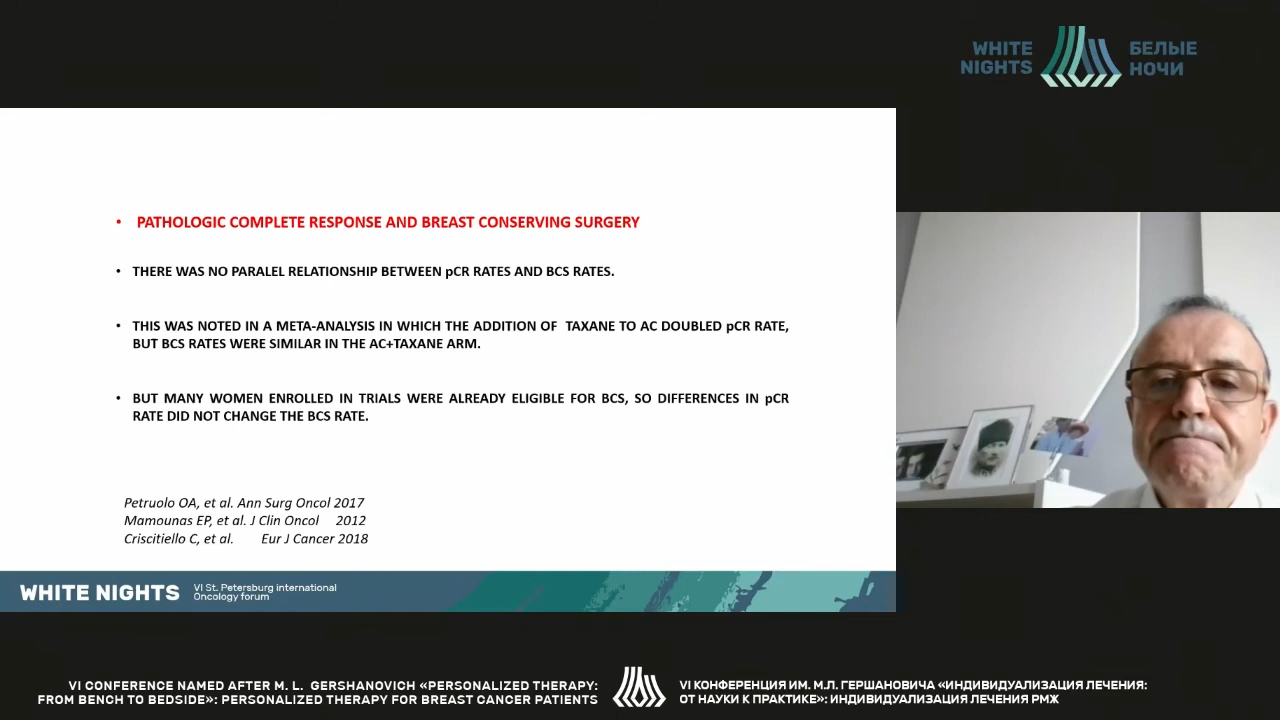 WHITE
NIGHTS
БЕЛЫЕ
НОЧИ
• PATHOLOGIC COMPLETE RESPONSE AND BREAST CONSERVING SURGERY
• THERE WAS NO PARALEL RELATIONSHIP BETWEEN pCR RATES AND BCS RATES.
• THIS WAS NOTED IN A META-ANALYSIS IN WHICH THE ADDITION OF TAXANE TO AC DOUBLED pCR RATE,
BUT BCS RATES WERE SIMILAR IN THE AC+TAXANE ARM.
• BUT MANY WOMEN ENROLLED IN TRIALS WERE ALREADY ELIGIBLE FOR BCS, SO DIFFERENCES IN pCR
RATE DID NOT CHANGE THE BCS RATE.
Petruolo OA, et al. Ann Surg Oncol 2017
Mamounas EP, et al. J Clin Oncol 2012
Criscitiello C, et al. Eur J Cancer 2018
WHITE NIGHTS
VI St. Petersburg international
Oncology forum
VI CONFERENCE NAMED AFTER M. L. GERSHANOVICH «PERSONALIZED THERAPY:
FROM BENCH TO BEDSIDE»: PERSONALIZED THERAPY FOR BREAST CANCER PATIENTS
VI КОНФЕРЕНЦИЯ ИМ. М.Л. ГЕРШАНОВИЧА «ИНДИВИДУАЛИЗАЦИЯ ЛЕЧЕНИЯ:
ОТ НАУКИ К ПРАКТИКЕ»: ИНДИВИДУАЛИЗАЦИЯ ЛЕЧЕНИЯ РМЖ